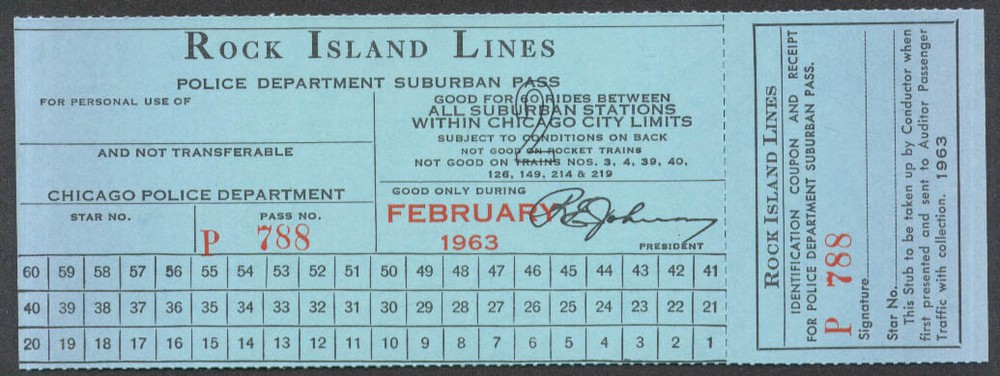 ROCK ISLAND LINES
POLICE DEPARTMENT SUBURBAN PASS
FOR PERSONAL USE OF
AND NOT TRANSFERABLE
CHICAGO POLICE DEPARTMENT
STAR NO.
PASS NO.
P 788
GOOD FOR 60 RIDES BETWEEN
ALL SUBURBAN STATIONS
WITHIN CHICAGO CITY LIMITS
SUBJECT TO CONDITIONS ON BACK
NOT GOOD ON ROCKET TRAINS
NOT GOOD ON TRAINS NOS. 3, 4, 39, 40,
126, 149, 214 & 219
2
GOOD ONLY DURING
FEBRUARY
1963
R.E. Johnson
PRESIDENT
60 59 58 57 56 55 54 53 52 51 50 49 48 47 46 45 44 43 42 41
40 39 38 37 36 35 34 33 32 31 30 29 28 27 26 25 24 23 22 21
20 19 18 17 16 15 14 13 12 11 10 9 8 7 6 5 4 3 2 1
ROCK ISLAND LINES
IDENTIFICATION COUPON AND RECEIPT
FOR POLICE DEPARTMENT SUBURBAN PASS.
P 788
Signature
Star No.
This Stub to be taken up by Conductor when
first presented and sent to Auditor Passenger
Traffic with collection. 1963